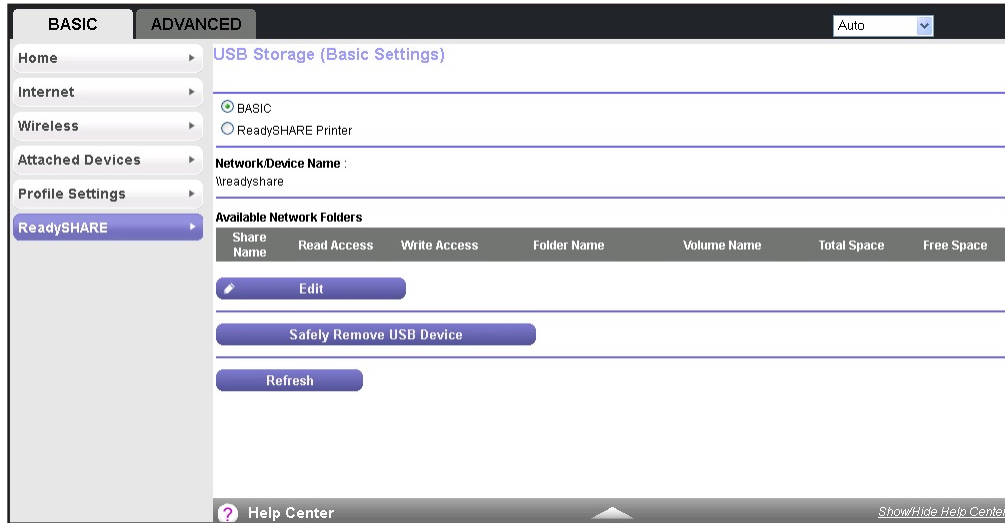 BASIC
ADVANCED
Auto
Home
Internet
Wireless
Attached Devices
Profile Settings
ReadySHARE
USB Storage (Basic Settings)
BASIC
ReadySHARE Printer
Network/Device Name :
\\readyshare
Available Network Folders
Share Name Read Access Write Access Folder Name Volume Name Total Space Free Space
Edit
Safely Remove USB Device
Refresh
? Help Center
Show/Hide Help Center